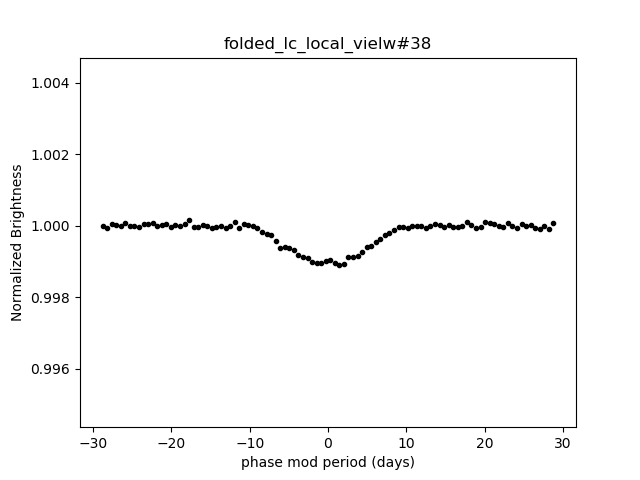 folded_lc_local_vielw#38
1.004
1.002
1.000
0.998
0.996
Normalized Brightness
−30 −20 −10 0 10 20 30
phase mod period (days)